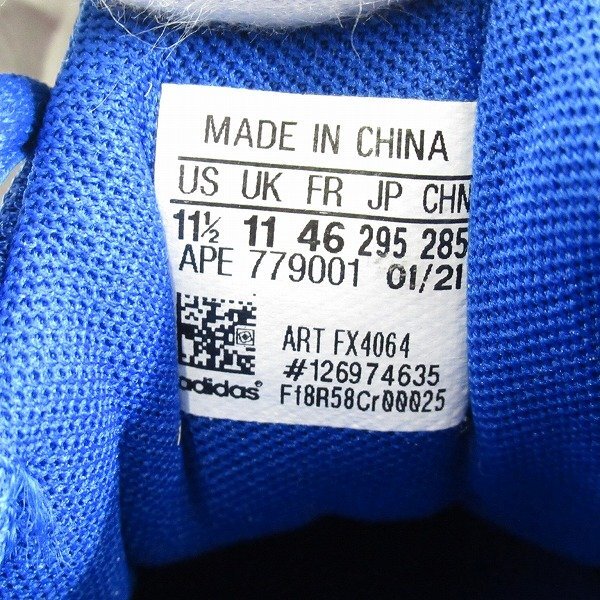 MADE IN CHINA
US UK FR JP CHN
11½ 11 46 295 285
APE 779001 01/21
ART FX4064
#126974635
adidas® F18R58Cr00025